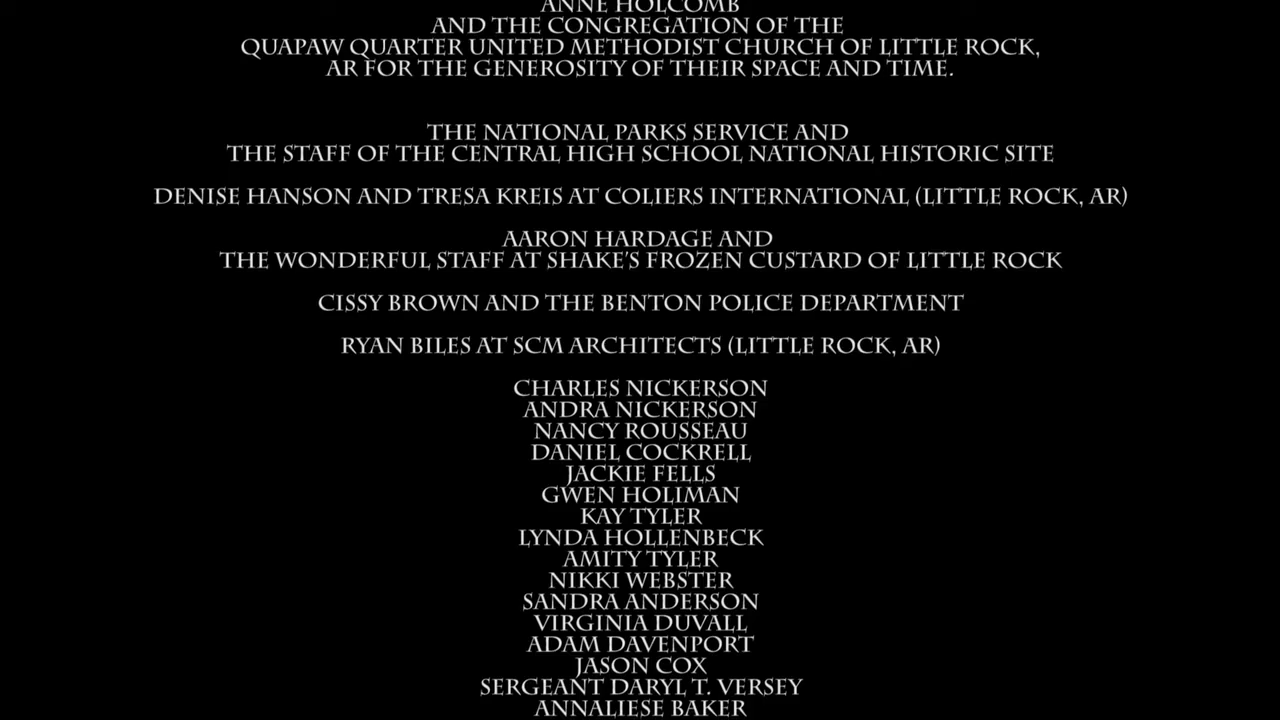 ANNE HOLCOMB
AND THE CONGREGATION OF THE
QUAPAW QUARTER UNITED METHODIST CHURCH OF LITTLE ROCK,
AR FOR THE GENEROSITY OF THEIR SPACE AND TIME.
THE NATIONAL PARKS SERVICE AND
THE STAFF OF THE CENTRAL HIGH SCHOOL NATIONAL HISTORIC SITE
DENISE HANSON AND TRESA KREIS AT COLIERS INTERNATIONAL (LITTLE ROCK, AR)
AARON HARDAGE AND
THE WONDERFUL STAFF AT SHAKE'S FROZEN CUSTARD OF LITTLE ROCK
CISSY BROWN AND THE BENTON POLICE DEPARTMENT
RYAN BILES AT SCM ARCHITECTS (LITTLE ROCK, AR)
CHARLES NICKERSON
ANDRA NICKERSON
NANCY ROUSSEAU
DANIEL COCKRELL
JACKIE FELLS
GWEN HOLIMAN
KAY TYLER
LYNDA HOLLENBECK
AMITY TYLER
NIKKI WEBSTER
SANDRA ANDERSON
VIRGINIA DUVALL
ADAM DAVENPORT
JASON COX
SERGEANT DARYL T. VERSEY
ANNALIESE BAKER